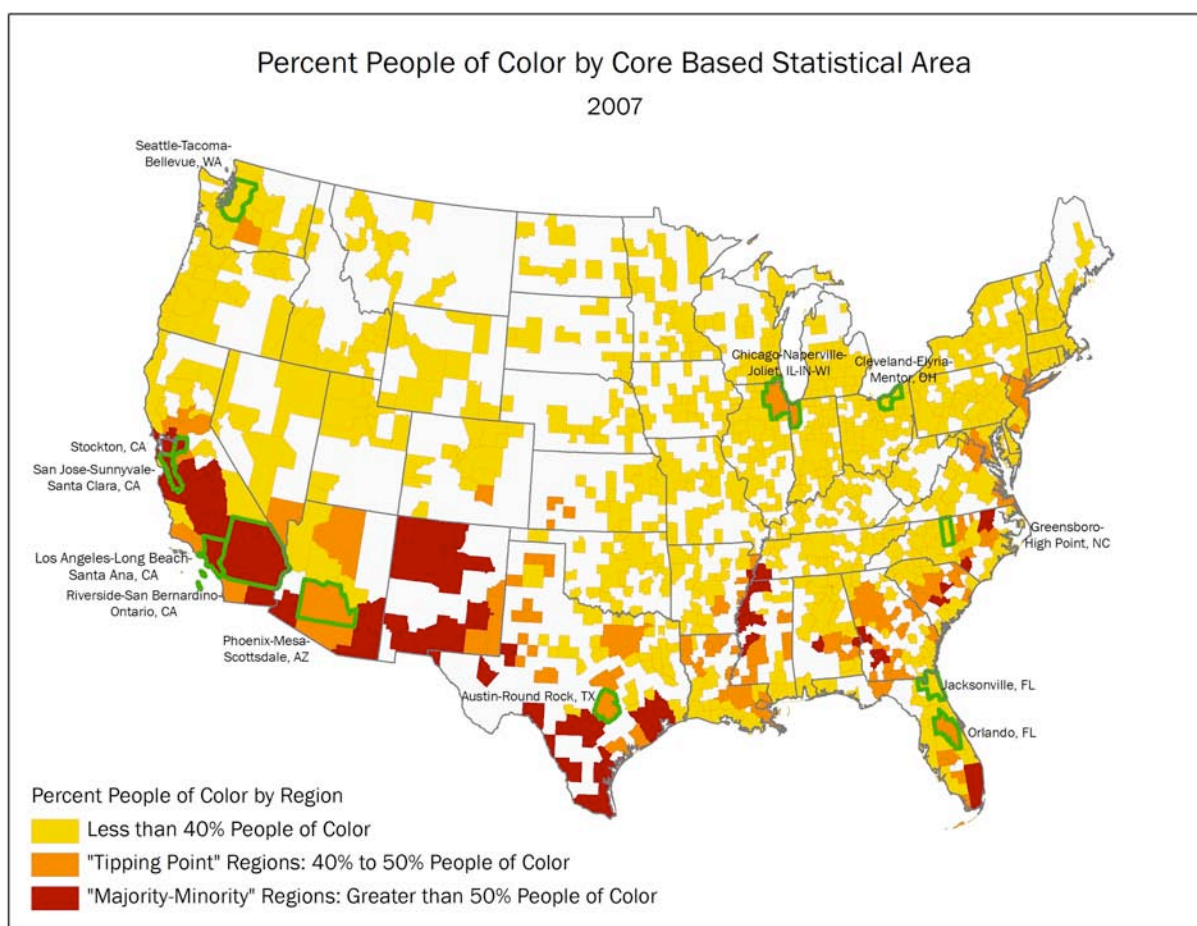 Percent People of Color by Core Based Statistical Area
2007
Seattle-Tacoma-
Bellevue, WA
Chicago-Naperville-
Joliet, IL-IN-WI
Cleveland-Elyria-
Mentor, OH
Stockton, CA
San Jose-Sunnyvale-
Santa Clara, CA
Greensboro-
High Point, NC
Los Angeles-Long Beach-
Santa Ana, CA
Riverside-San Bernardino-
Ontario, CA
Phoenix-Mesa-
Scottsdale, AZ
Austin-Round Rock, TX
Jacksonville, FL
Orlando, FL
Percent People of Color by Region
Less than 40% People of Color
"Tipping Point" Regions: 40% to 50% People of Color
"Majority-Minority" Regions: Greater than 50% People of Color